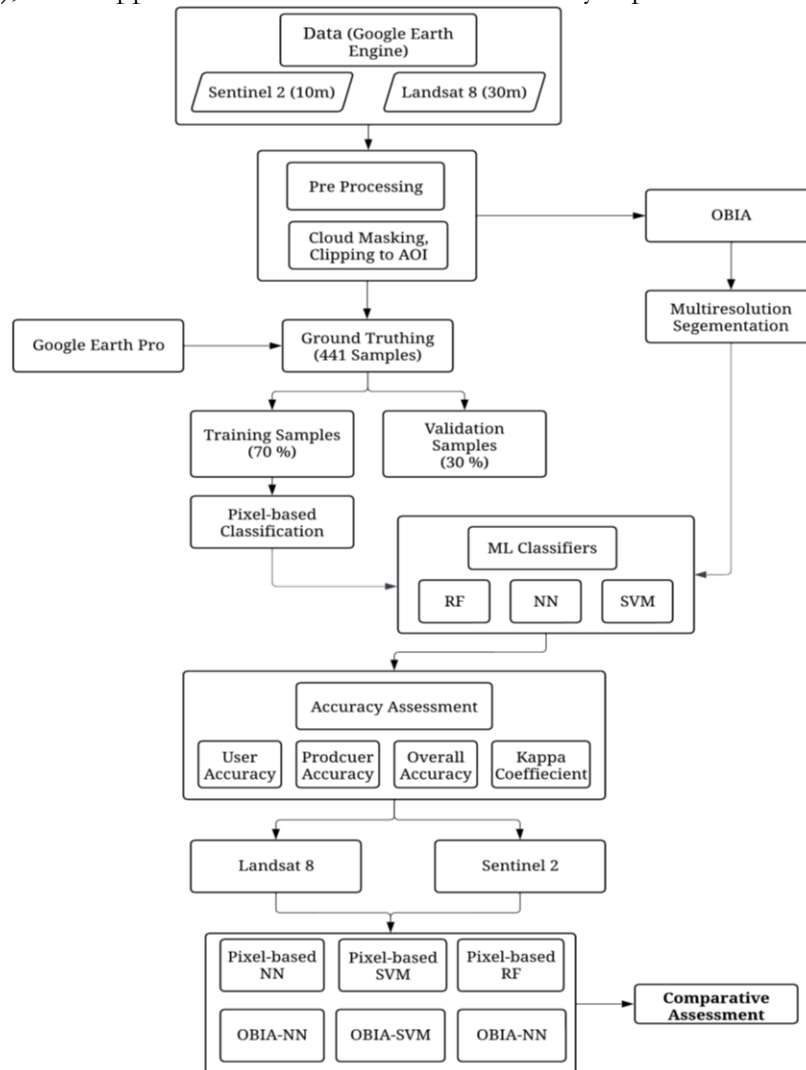 Data (Google Earth
Engine)
Sentinel 2 (10m)
Landsat 8 (30m)
Pre Processing
Cloud Masking,
Clipping to AOI
OBIA
Multiresolution
Segementation
Google Earth Pro
Ground Truthing
(441 Samples)
Training Samples
(70 %)
Validation
Samples
(30 %)
Pixel-based
Classification
ML Classifiers
RF
NN
SVM
Accuracy Assessment
User
Accuracy
Prodcuer
Accuracy
Overall
Accuracy
Kappa
Coeffiecient
Landsat 8
Sentinel 2
Pixel-based
NN
Pixel-based
SVM
Pixel-based
RF
OBIA-NN
OBIA-SVM
OBIA-NN
Comparative
Assessment